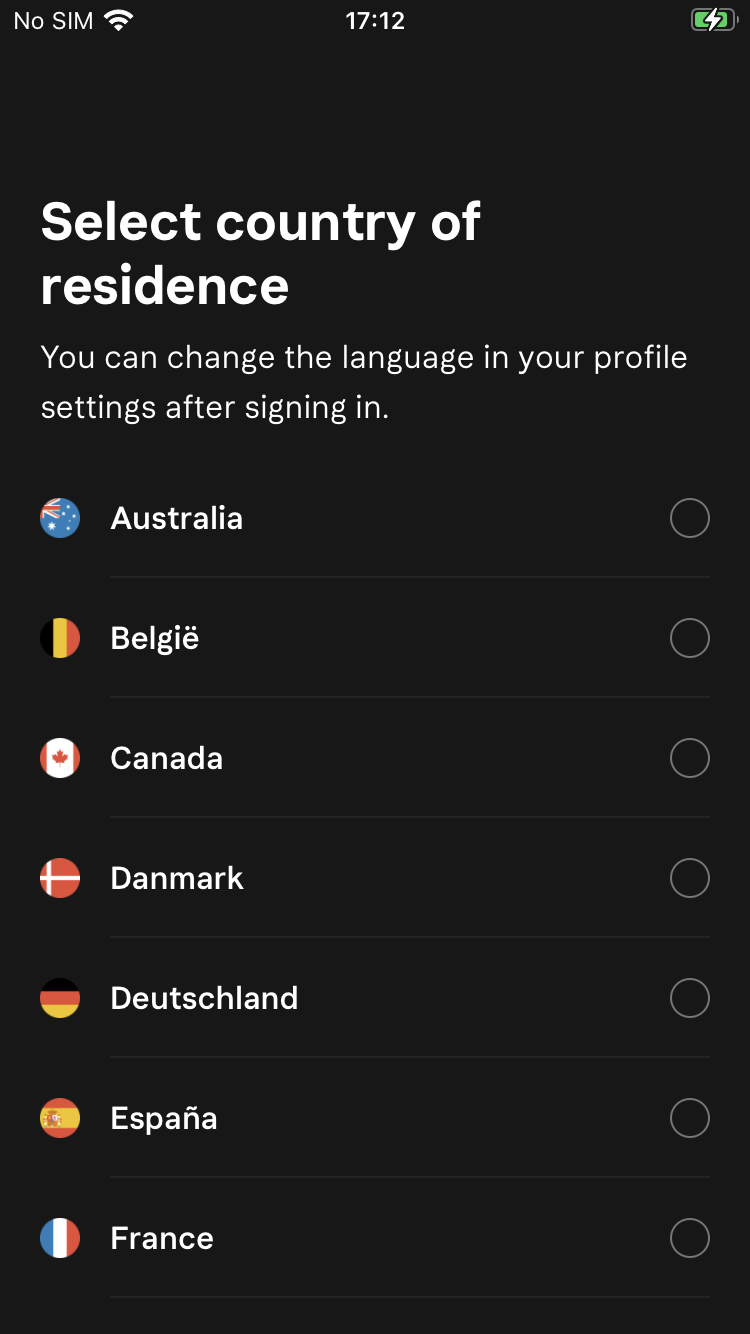 No SIM 17:12
Select country of
residence
You can change the language in your profile
settings after signing in.
Australia
België
Canada
Danmark
Deutschland
España
France